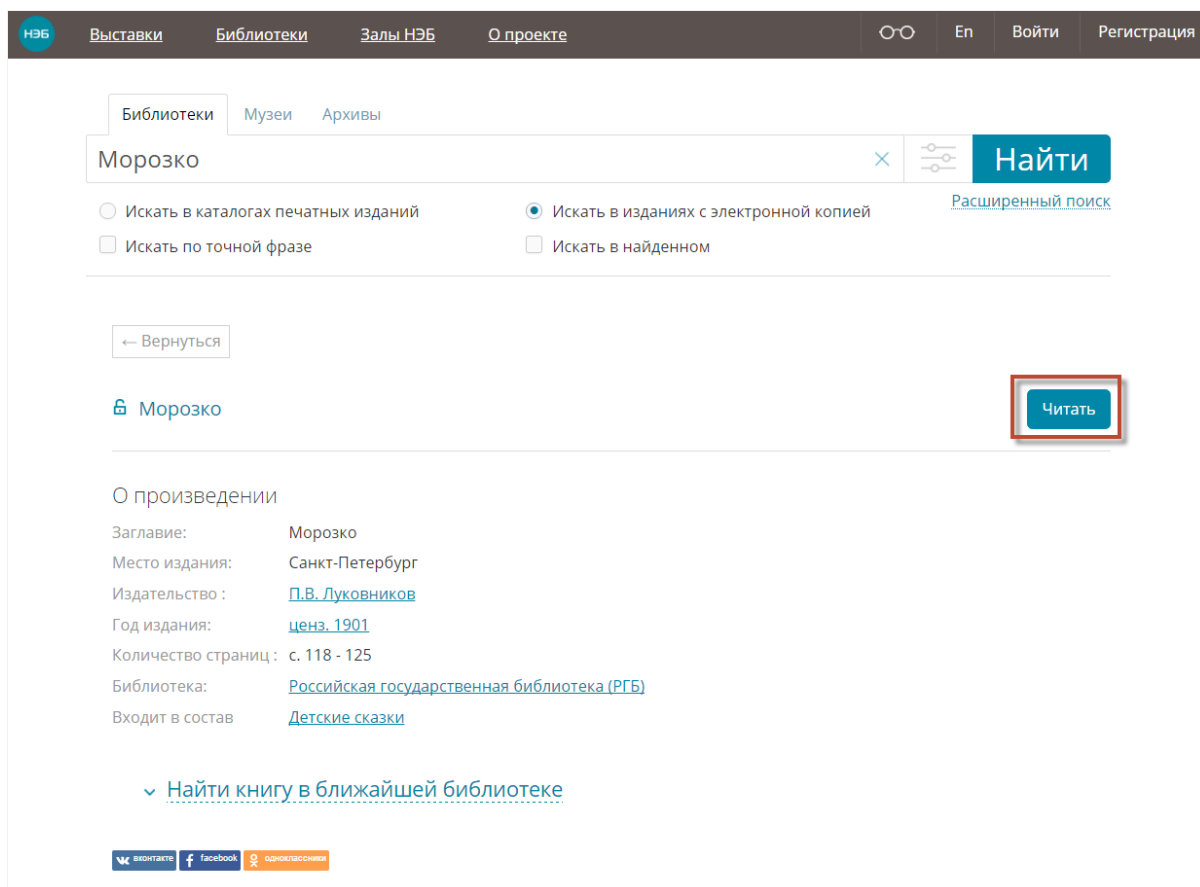 НЭБ Выставки Библиотеки Залы НЭБ О проекте En Войти Регистрация
Библиотеки Музеи Архивы
Морозко Найти
Искать в каталогах печатных изданий Искать в изданиях с электронной копией Расширенный поиск
Искать по точной фразе Искать в найденном
← Вернуться
Морозко Читать
О произведении
Заглавие: Морозко
Место издания: Санкт-Петербург
Издательство : П.В. Луковников
Год издания: ценз. 1901
Количество страниц : с. 118 - 125
Библиотека: Российская государственная библиотека (РГБ)
Входит в состав Детские сказки
Найти книгу в ближайшей библиотеке
вконтакте facebook одноклассники